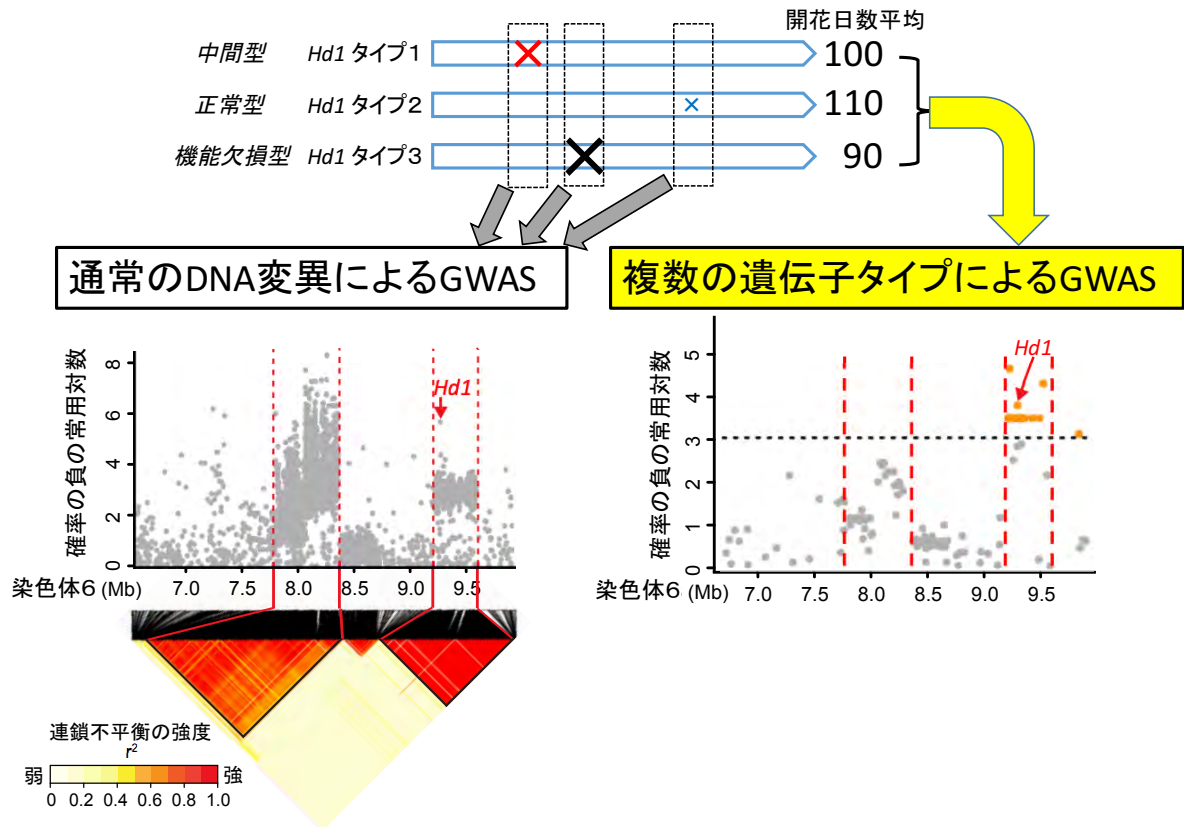 開花日数平均
中間型 Hd1 タイプ1 100
正常型 Hd1 タイプ2 110
機能欠損型 Hd1 タイプ3 90
通常のDNA変異によるGWAS
複数の遺伝子タイプによるGWAS
確率の負の常用対数
8
6
4
2
0
Hd1
染色体6 (Mb) 7.0 7.5 8.0 8.5 9.0 9.5
連鎖不平衡の強度
r²
弱 強
0 0.2 0.4 0.6 0.8 1.0
確率の負の常用対数
5
4
3
2
1
0
Hd1
染色体6 (Mb) 7.0 7.5 8.0 8.5 9.0 9.5